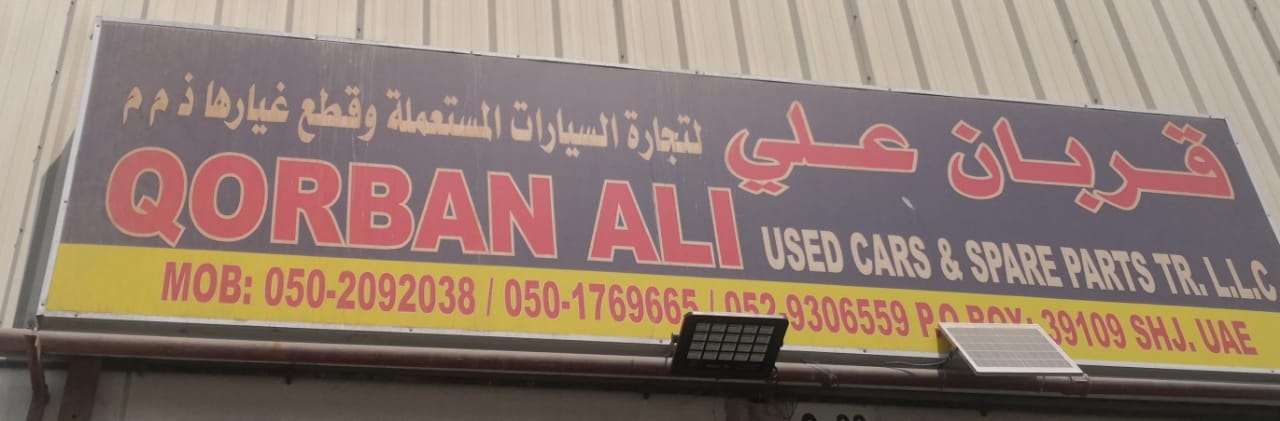 قربان علي لتجارة السيارات المستعملة وقطع غيارها ذ م م
QORBAN ALI USED CARS & SPARE PARTS TR. L.L.C
MOB: 050-2092038 / 050-1769665 / 052-9306559 P.O.BOX: 39109 SHJ. UAE